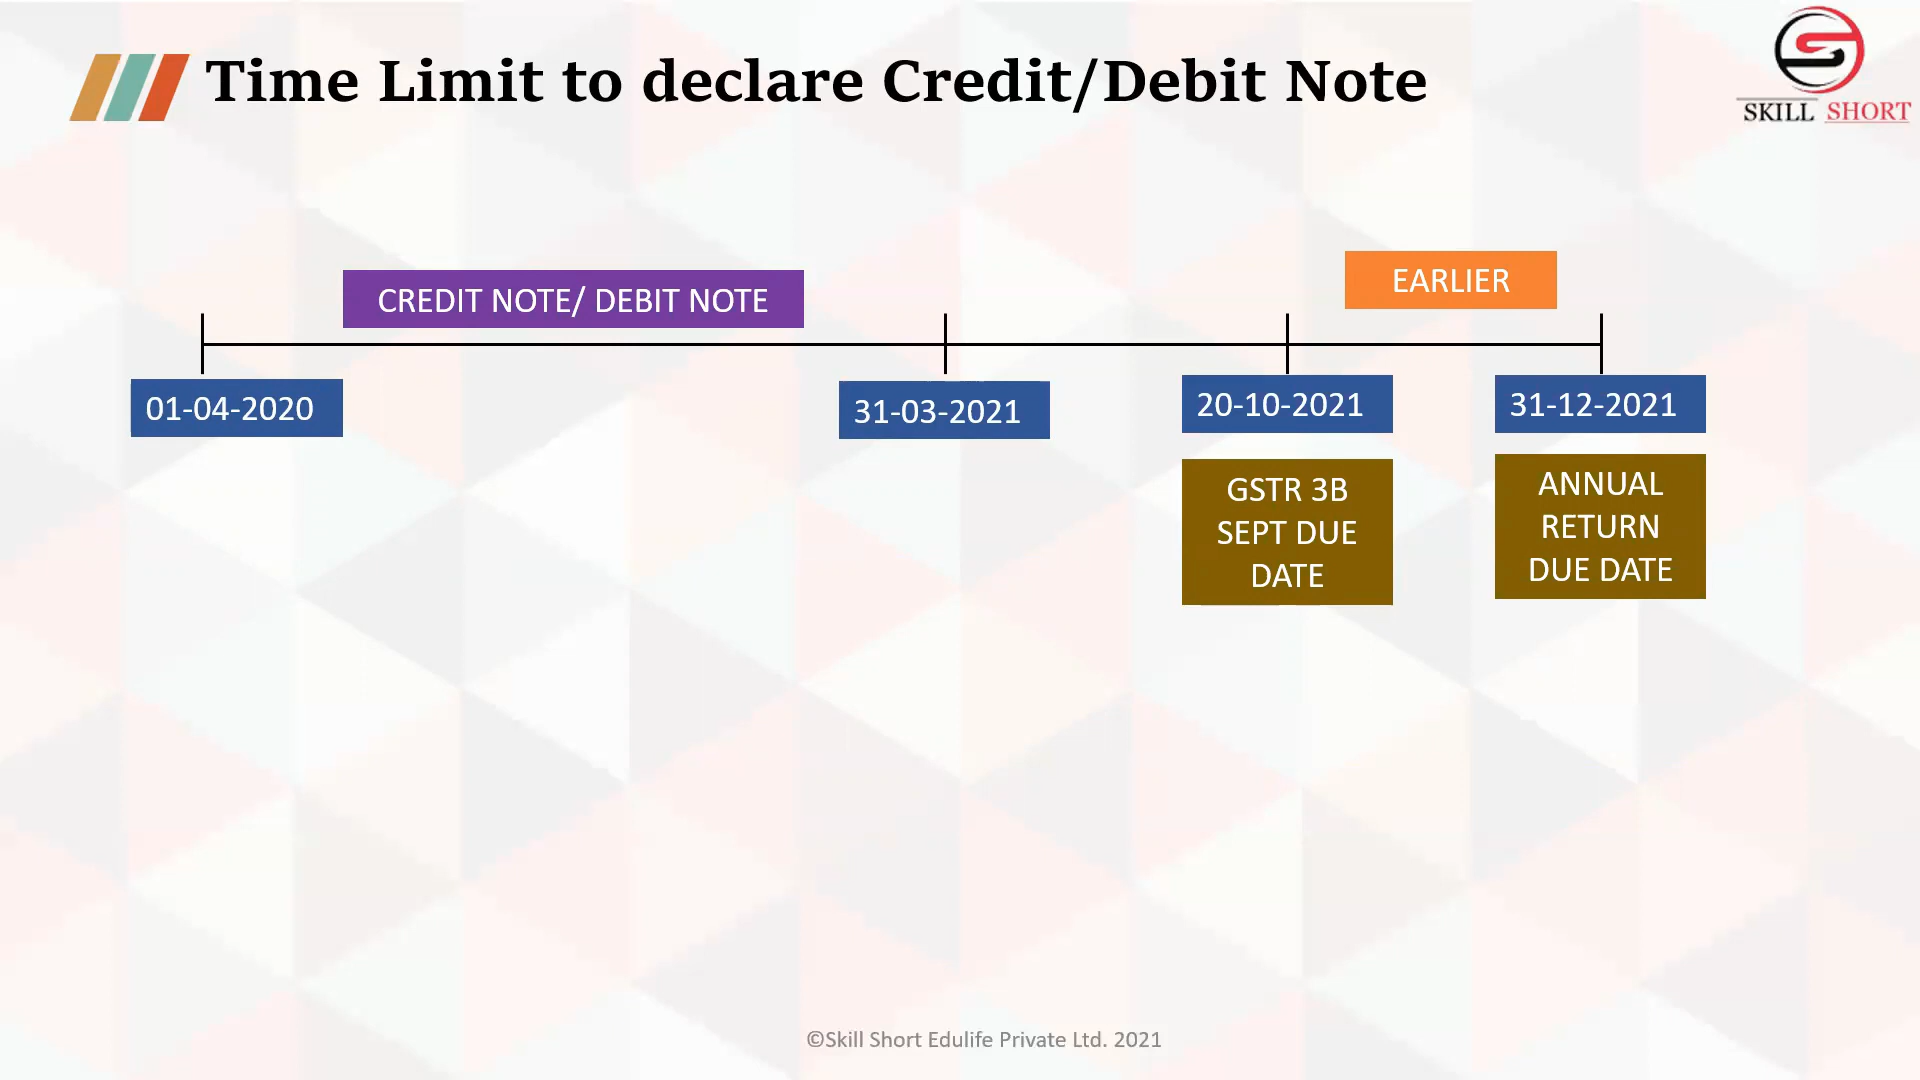 Time Limit to declare Credit/Debit Note
SKILL SHORT
CREDIT NOTE/ DEBIT NOTE
EARLIER
01-04-2020
31-03-2021
20-10-2021
31-12-2021
GSTR 3B
SEPT DUE
DATE
ANNUAL
RETURN
DUE DATE
©Skill Short Edulife Private Ltd. 2021